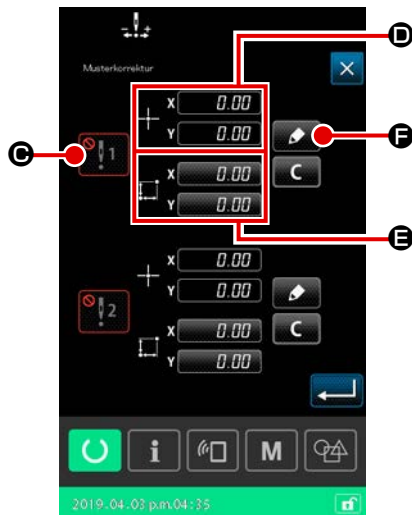 Musterkorrektur
D
X 0.00
Y 0.00
F
C
1
C
X 0.00
Y 0.00
E
X 0.00
Y 0.00
2
X 0.00
Y 0.00
C
i
M
2019.04.03 p.m.04:35